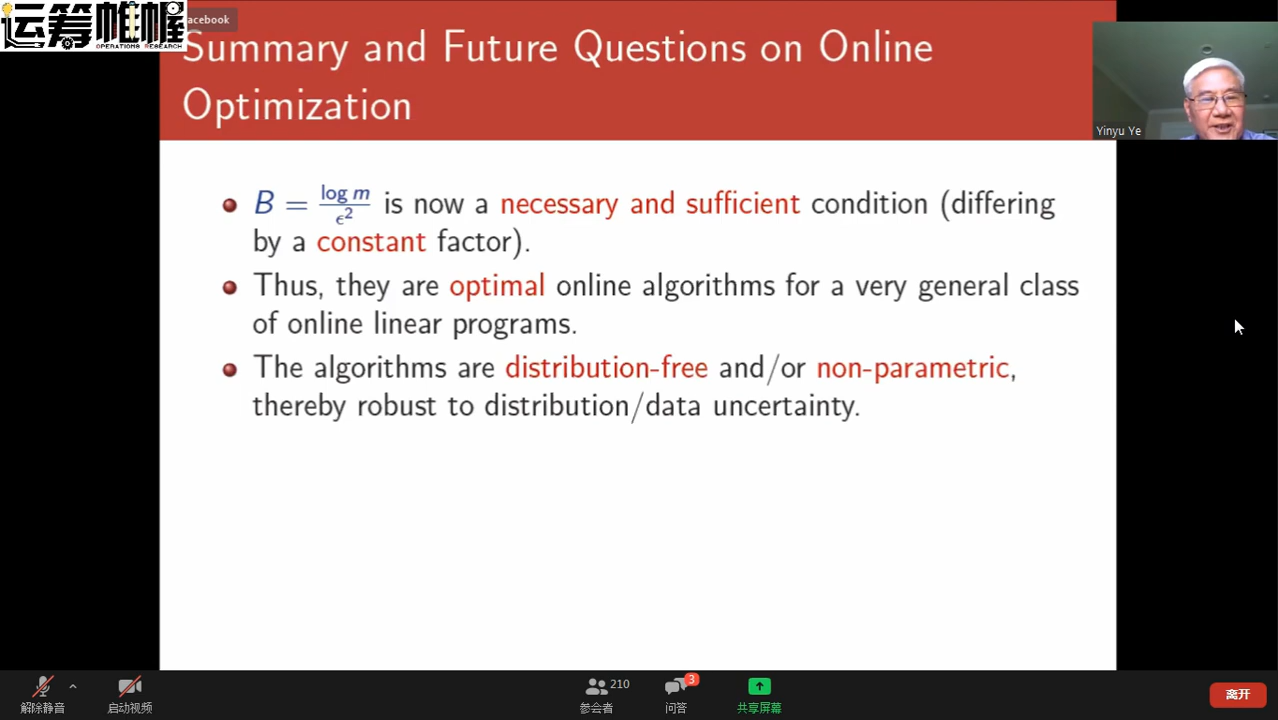 运筹帷幄
OPERATIONS RESEARCH
acebook
Summary and Future Questions on Online
Optimization
Yinyu Ye
B = log m / ϵ² is now a necessary and sufficient condition (differing
by a constant factor).
Thus, they are optimal online algorithms for a very general class
of online linear programs.
The algorithms are distribution-free and/or non-parametric,
thereby robust to distribution/data uncertainty.
解除静音
启动视频
210
参会者
3
问答
共享屏幕
离开